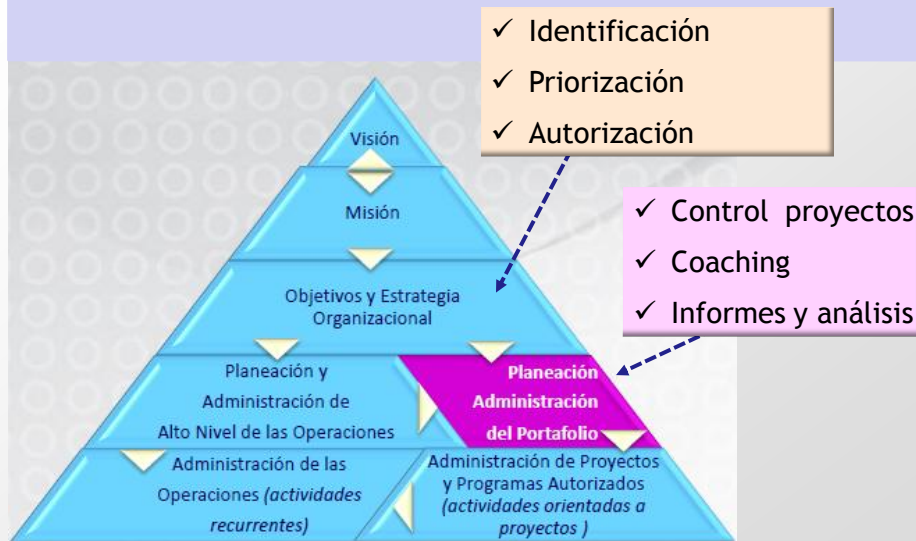 ✓ Identificación
✓ Priorización
✓ Autorización
✓ Control proyectos
✓ Coaching
✓ Informes y análisis
Visión
Misión
Objetivos y Estrategia
Organizacional
Planeación y
Administración de
Alto Nivel de las Operaciones
Planeación
Administración
del Portafolio
Administración de las
Operaciones (actividades
recurrentes)
Administración de Proyectos
y Programas Autorizados
(actividades orientadas a
proyectos )